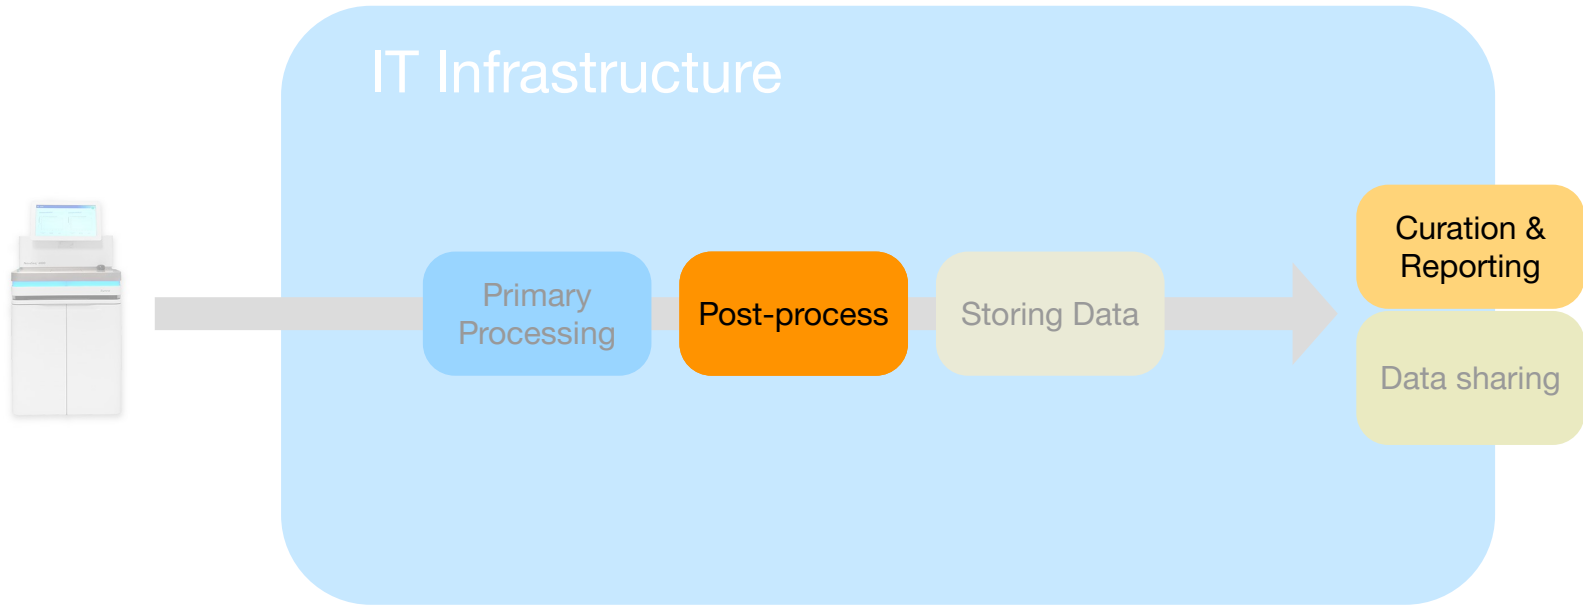 IT Infrastructure
Primary
Processing
Post-process
Storing Data
Curation &
Reporting
Data sharing